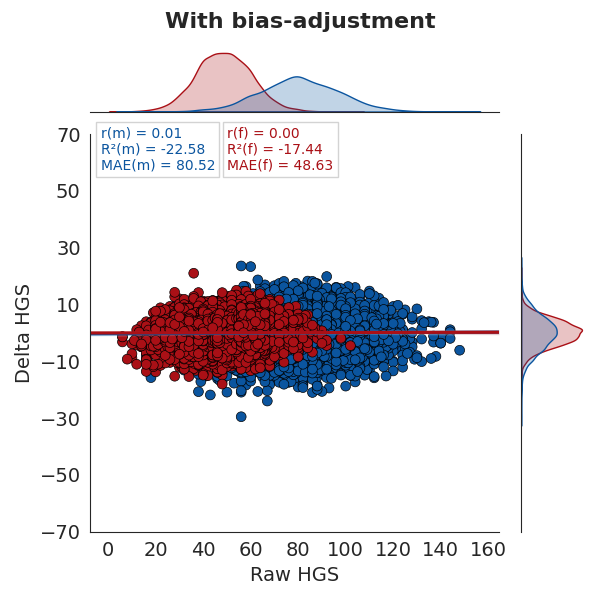 With bias-adjustment
r(m) = 0.01
R²(m) = -22.58
MAE(m) = 80.52
r(f) = 0.00
R²(f) = -17.44
MAE(f) = 48.63
70
50
30
10
−10
−30
−50
−70
Delta HGS
0 20 40 60 80 100 120 140 160
Raw HGS